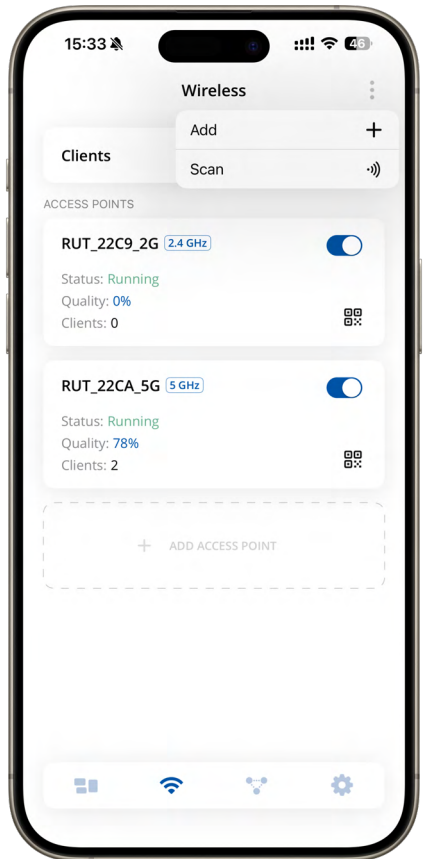 15:33
46
Wireless
Add
Clients
Scan
ACCESS POINTS
RUT_22C9_2G 2.4 GHz
Status: Running
Quality: 0%
Clients: 0
RUT_22CA_5G 5 GHz
Status: Running
Quality: 78%
Clients: 2
+ ADD ACCESS POINT